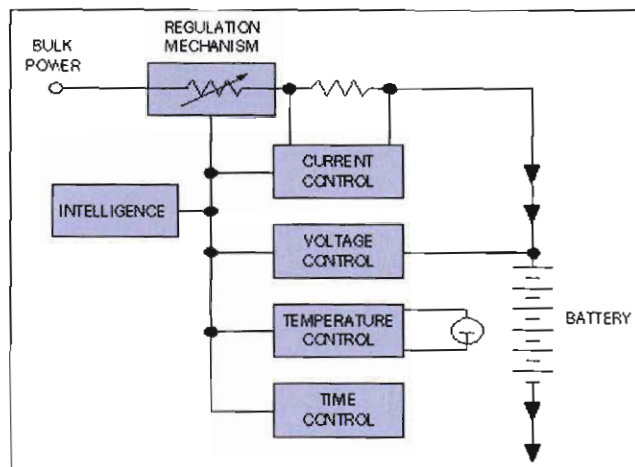 REGULATION
MECHANISM
BULK
POWER
CURRENT
CONTROL
INTELLIGENCE
VOLTAGE
CONTROL
TEMPERATURE
CONTROL
BATTERY
TIME
CONTROL